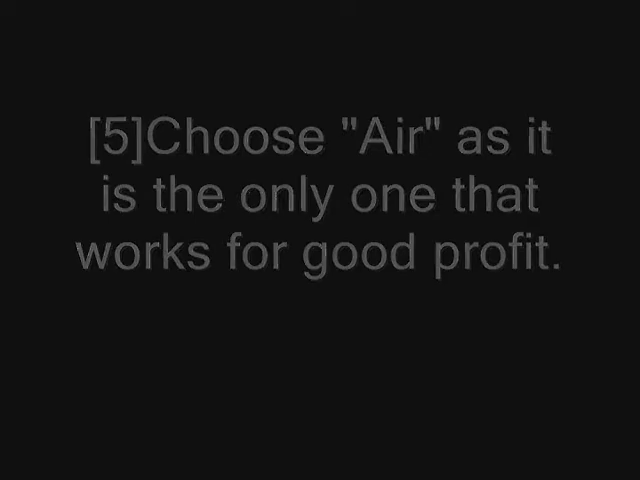 [5]Choose "Air" as it
is the only one that
works for good profit.